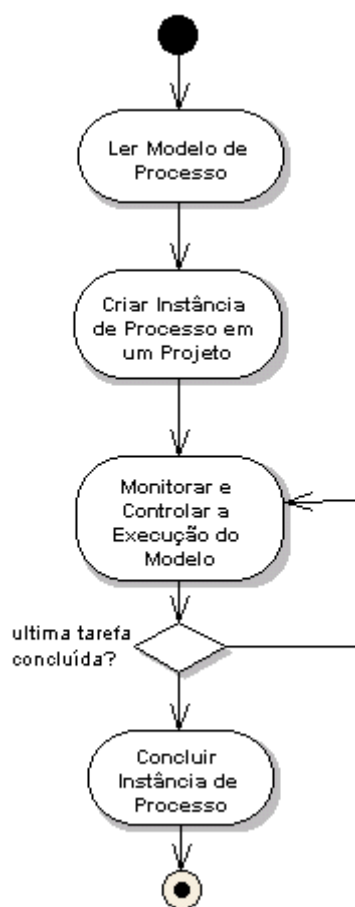 Ler Modelo de
Processo
Criar Instância
de Processo em
um Projeto
Monitorar e
Controlar a
Execução do
Modelo
ultima tarefa
concluída?
Concluir
Instância de
Processo